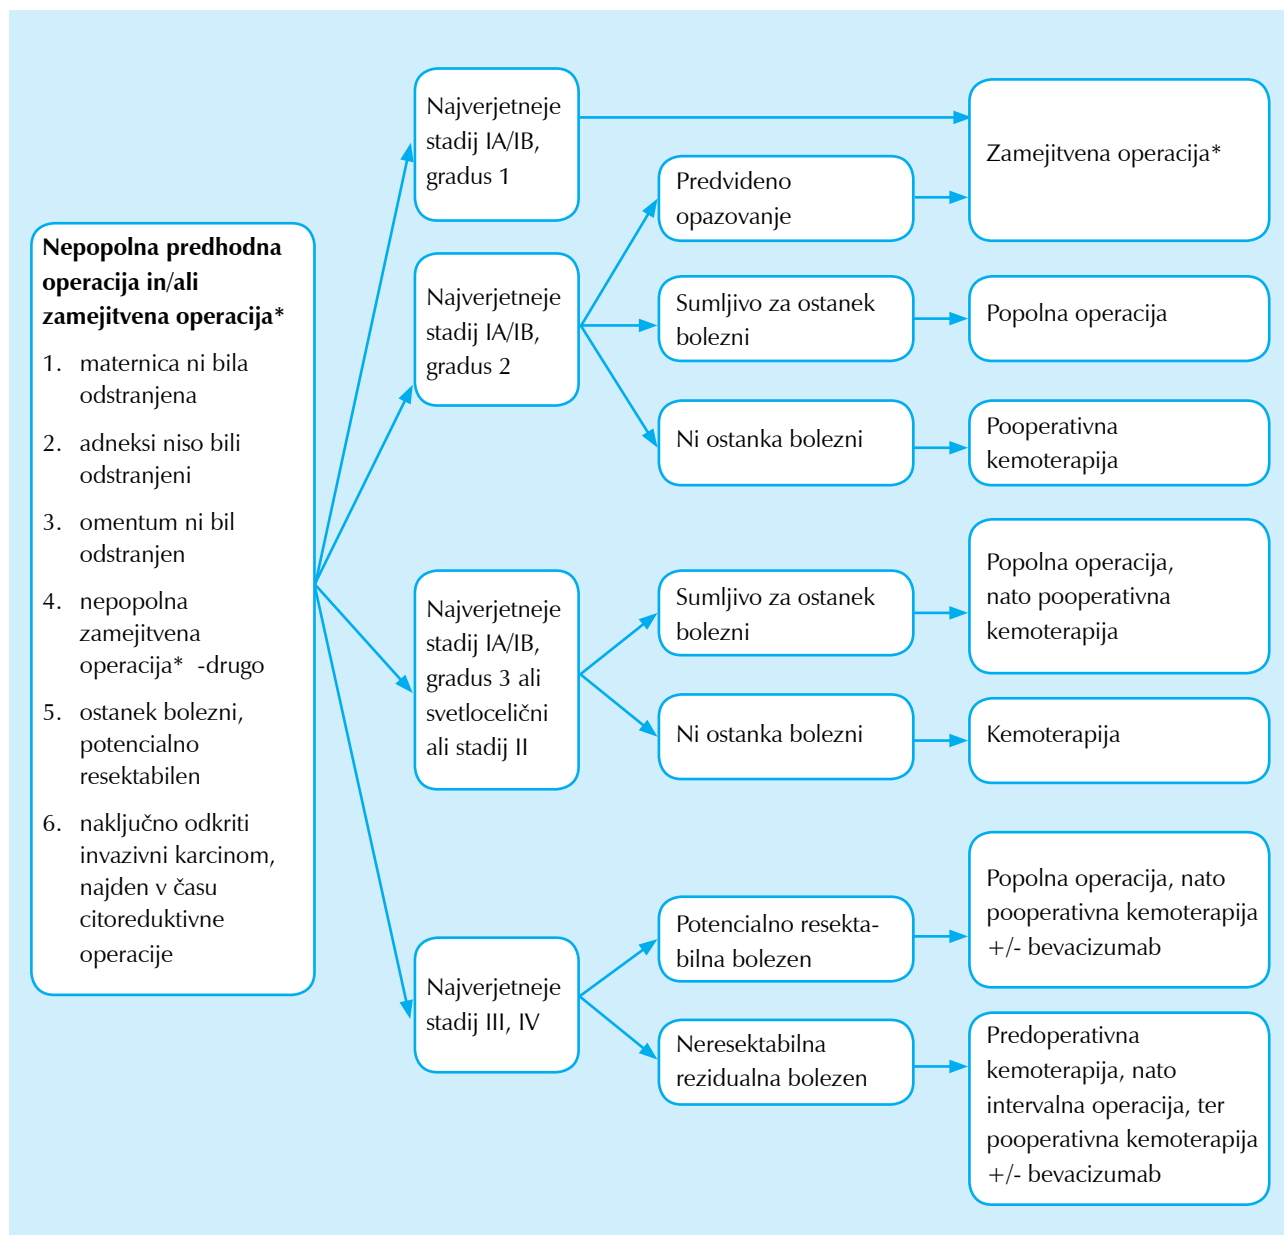 Nepopolna predhodna
operacija in/ali
zamejitvena operacija*
1. maternica ni bila
odstranjena
2. adneksi niso bili
odstranjeni
3. omentum ni bil
odstranjen
4. nepopolna
zamejitvena
operacija* -drugo
5. ostanek bolezni,
potencialno
resektabilen
6. naključno odkriti
invazivni karcinom,
najden v času
citoreduktivne
operacije
Najverjetneje
stadij IA/IB,
gradus 1
Zamejitvena operacija*
Najverjetneje
stadij IA/IB,
gradus 2
Predvideno
opazovanje
Sumljivo za ostanek
bolezni
Popolna operacija
Ni ostanka bolezni
Pooperativna
kemoterapija
Najverjetneje
stadij IA/IB,
gradus 3 ali
svetlocelični
ali stadij II
Sumljivo za ostanek
bolezni
Popolna operacija,
nato pooperativna
kemoterapija
Ni ostanka bolezni
Kemoterapija
Najverjetneje
stadij III, IV
Potencialno resekta-
bilna bolezen
Popolna operacija, nato
pooperativna kemoterapija
+/- bevacizumab
Neresektabilna
rezidualna bolezen
Predoperativna
kemoterapija, nato
intervalna operacija, ter
pooperativna kemoterapija
+/- bevacizumab